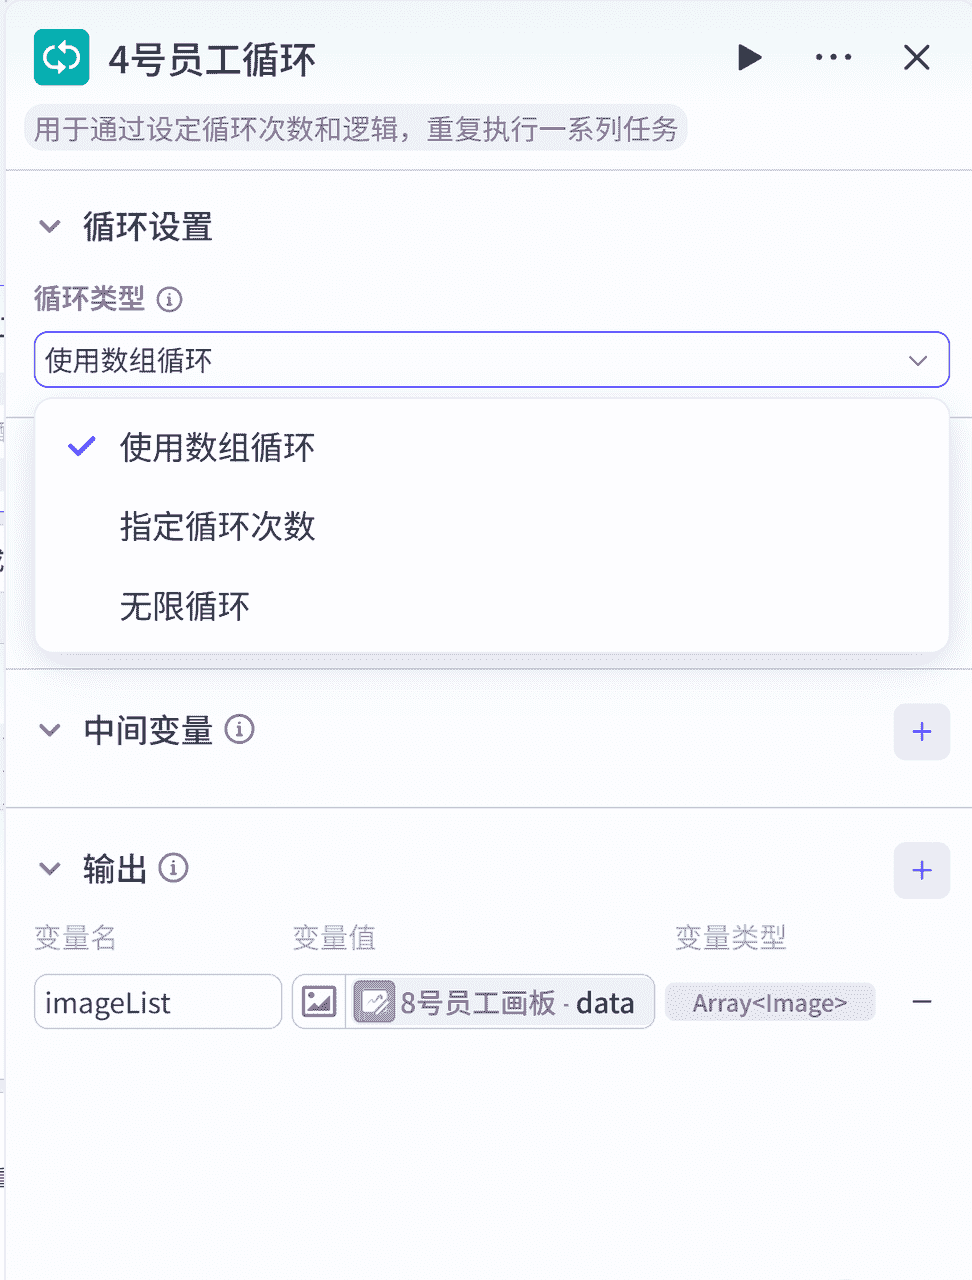 4号员工循环
用于通过设定循环次数和逻辑，重复执行一系列任务
循环设置
循环类型
使用数组循环
使用数组循环
指定循环次数
无限循环
中间变量
输出
变量名 变量值 变量类型
imageList 8号员工画板 - data Array<Image>